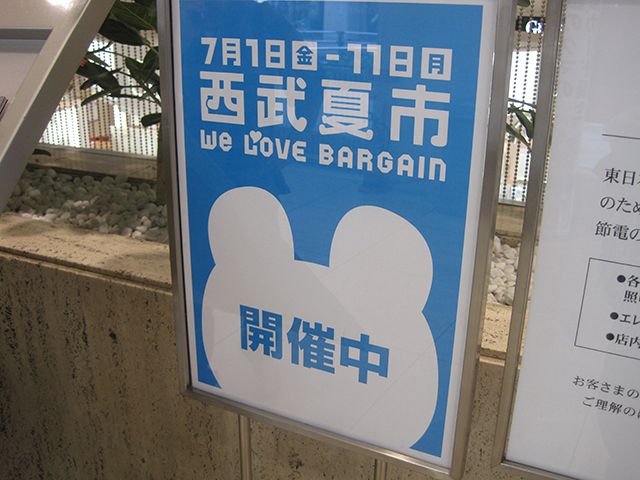 7月1日金-11日月
西武夏市
We LOVE BARGAIN
開催中
東日
のため
節電の
●各
照
●エレ
●店内
お客さまの
ご理解の